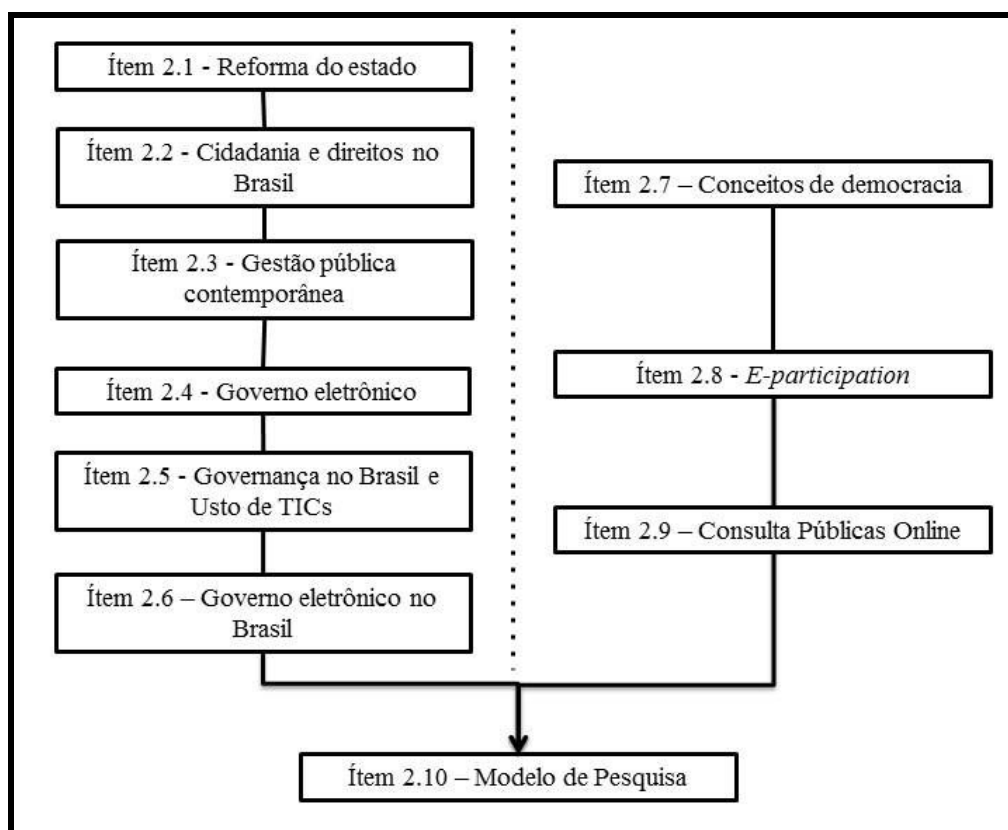 Ítem 2.1 - Reforma do estado
Ítem 2.2 - Cidadania e direitos no
Brasil
Ítem 2.3 - Gestão pública
contemporânea
Ítem 2.4 - Governo eletrônico
Ítem 2.5 - Governança no Brasil e
Usto de TICs
Ítem 2.6 – Governo eletrônico no
Brasil
Ítem 2.7 – Conceitos de democracia
Ítem 2.8 - E-participation
Ítem 2.9 – Consulta Públicas Online
Ítem 2.10 – Modelo de Pesquisa